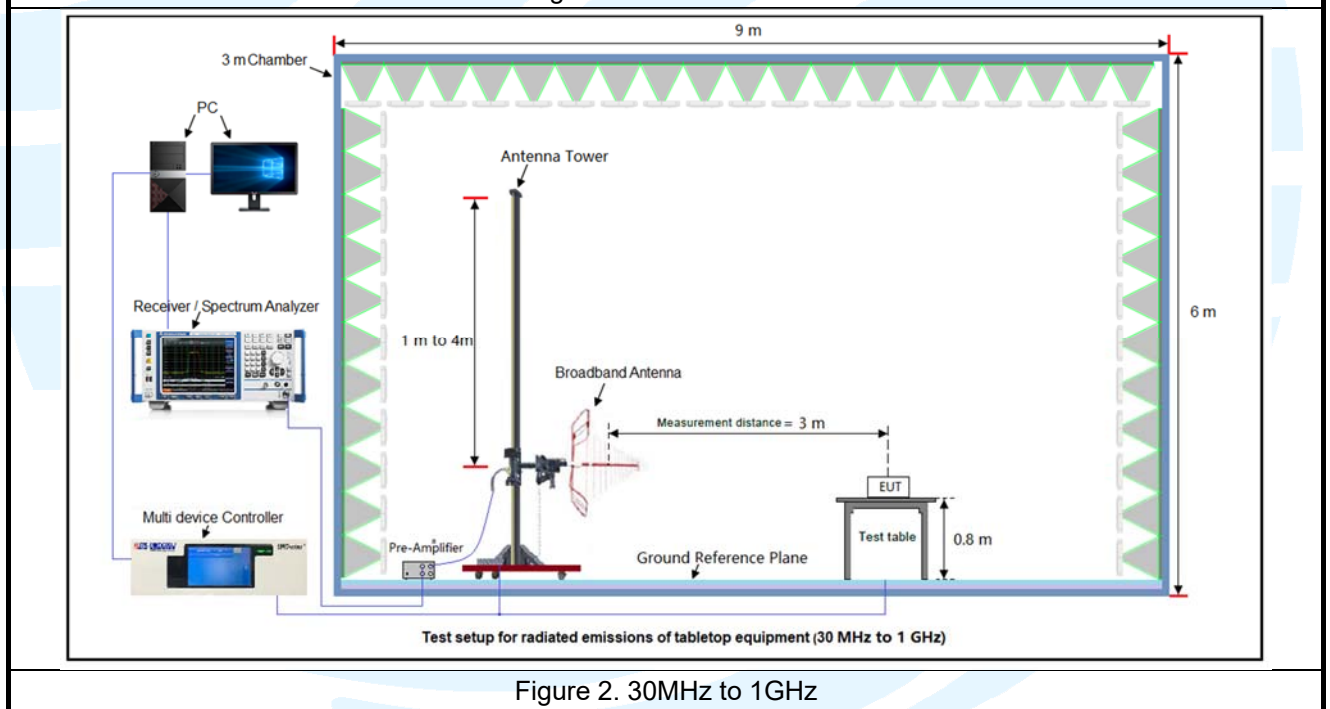 9 m
3 m Chamber
PC
Antenna Tower
Receiver / Spectrum Analyzer
1 m to 4m
6 m
Broadband Antenna
Measurement distance = 3 m
EUT
Multi device Controller
Pre-Amplifier
Test table
0.8 m
Ground Reference Plane
Test setup for radiated emissions of tabletop equipment (30 MHz to 1 GHz)
Figure 2. 30MHz to 1GHz